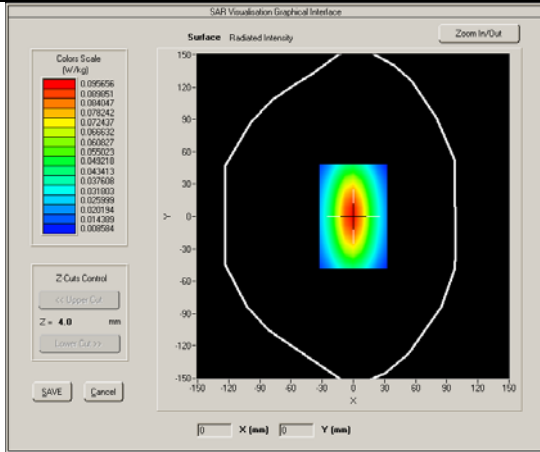 SAR Visualisation Graphical Interface
Surface Radiated Intensity
Zoom In/Out
Colors Scale
(W/kg)
0.095656
0.089851
0.084047
0.078242
0.072437
0.066632
0.060827
0.055023
0.049218
0.043413
0.037608
0.031803
0.025999
0.020194
0.014389
0.008584
Z-Cuts Control
<< Upper Cut
Z = 4.0 mm
Lower Cut >>
SAVE Cancel
150
120
90
60
30
Y 0
-30
-60
-90
-120
-150
-150 -120 -90 -60 -30 0 30 60 90 120 150
X
0 X (mm) 0 Y (mm)